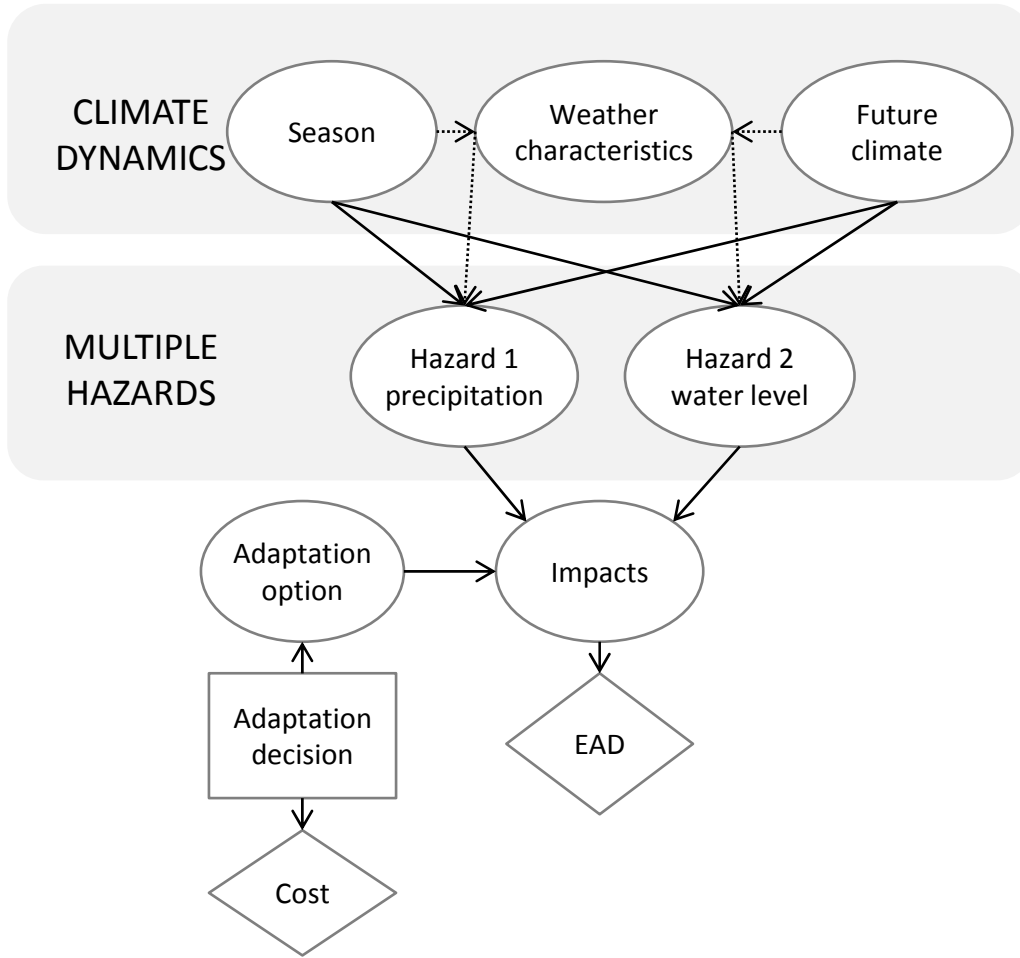 CLIMATE
DYNAMICS
Season
Weather
characteristics
Future
climate
MULTIPLE
HAZARDS
Hazard 1
precipitation
Hazard 2
water level
Adaptation
option
Impacts
Adaptation
decision
EAD
Cost